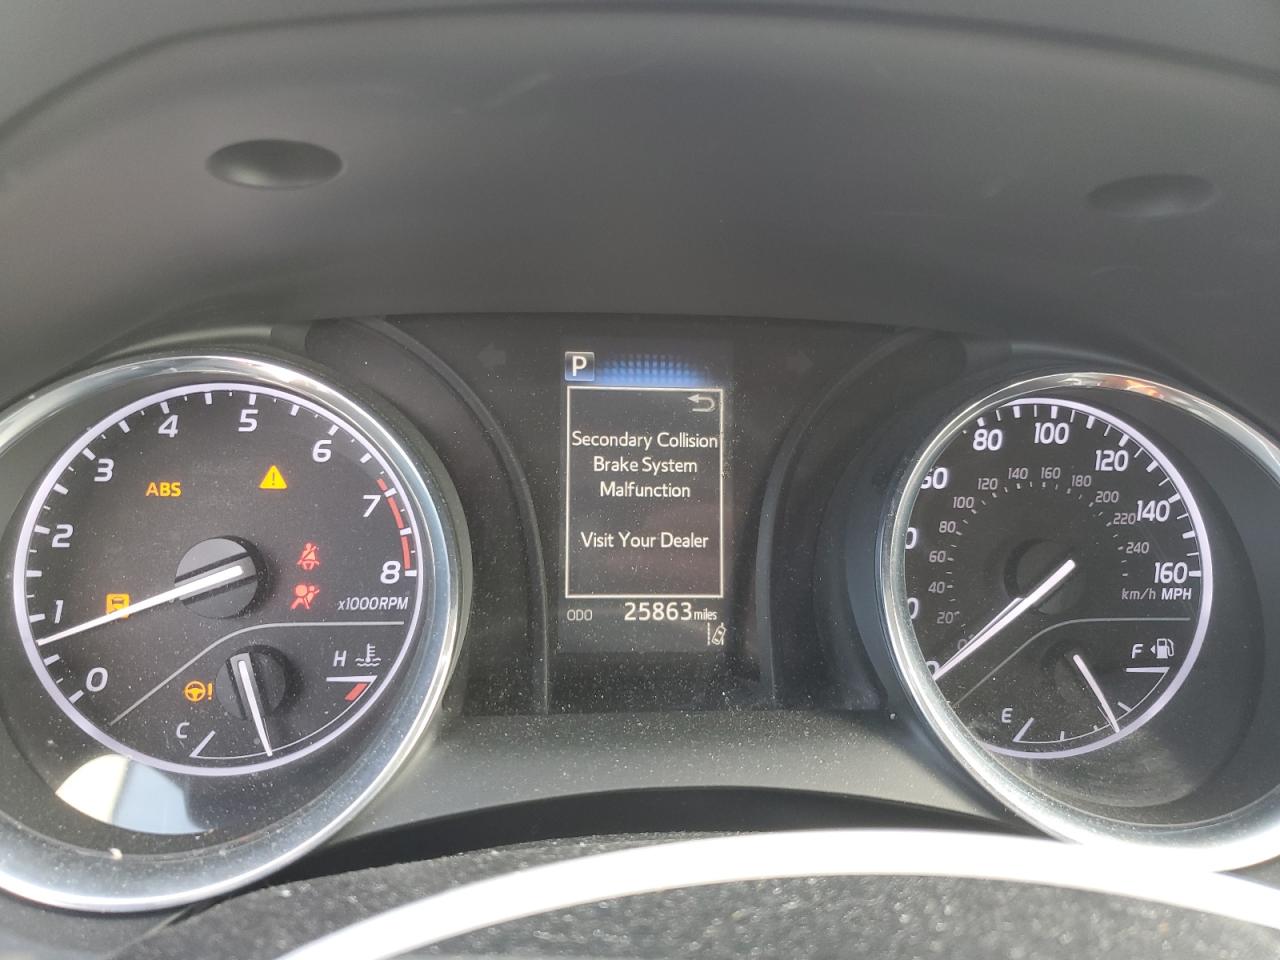 P
Secondary Collision
Brake System
Malfunction
Visit Your Dealer
ODO 25863 miles
0
1
2
3
4
5
6
7
8
x1000RPM
ABS
H
C
80
100
120
140
160
km/h MPH
20
40
60
80
100
120
140
160
180
200
220
240
F
E